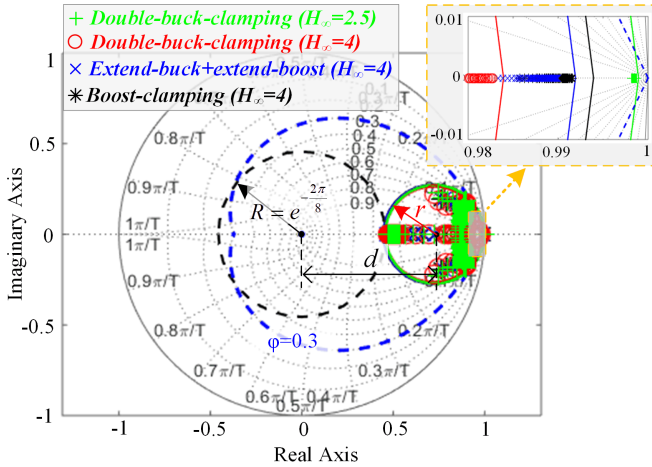 Double-buck-clamping (H∞=2.5)
Double-buck-clamping (H∞=4)
Extend-buck+extend-boost (H∞=4)
Boost-clamping (H∞=4)
0.01
0
-0.01
0.98
0.99
1
1
0.5
0
-0.5
-1
Imaginary Axis
0.1
0.3
0.4
0.5
0.6
0.7
0.8
0.9
0.8π/T
0.9π/T
1π/T
1π/T
0.9π/T
0.8π/T
0.7π/T
0.6π/T
0.5π/T
0.4π/T
0.3π/T
0.2π/T
R = e^{-2π/8}
r
d
φ=0.3
-1
-0.5
0
0.5
1
Real Axis